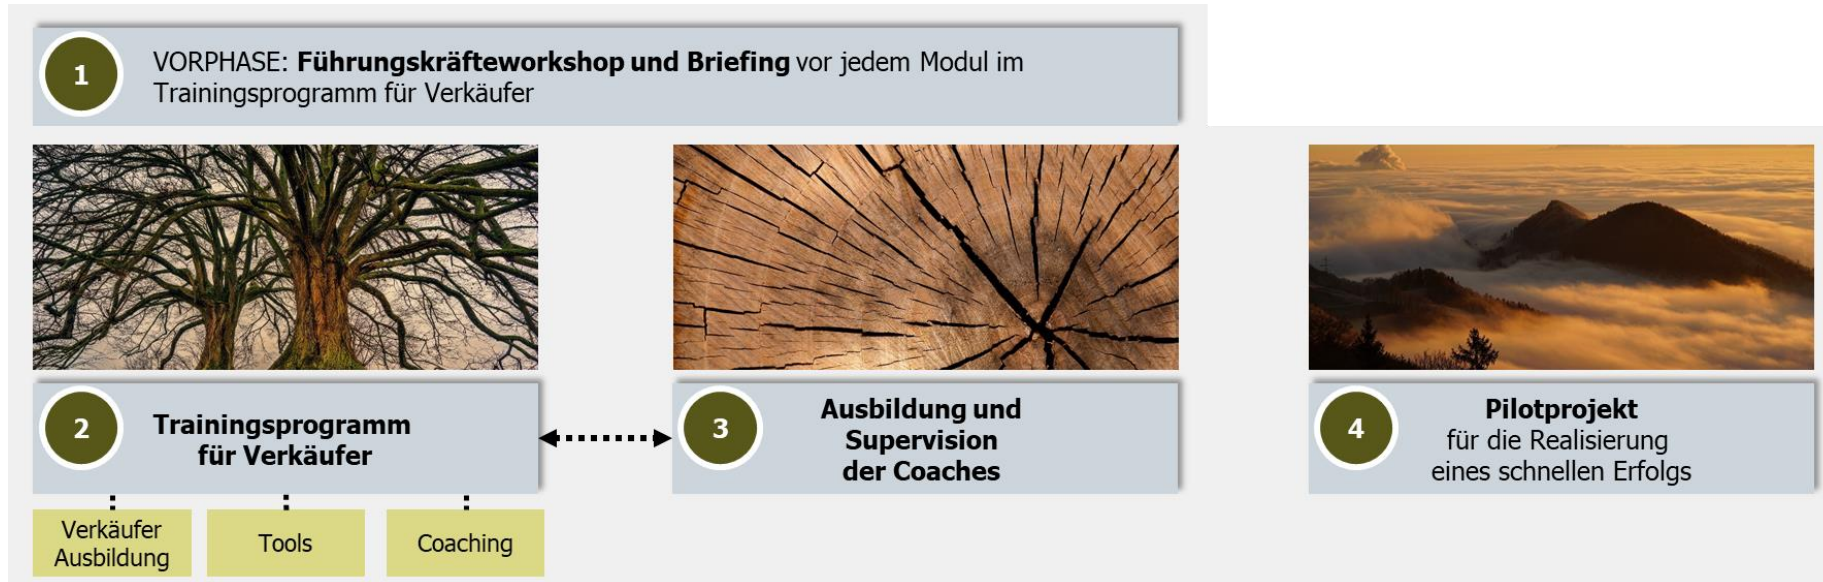 1
VORPHASE: Führungskräfteworkshop und Briefing vor jedem Modul im
Trainingsprogramm für Verkäufer
2
Trainingsprogramm
für Verkäufer
3
Ausbildung und
Supervision
der Coaches
4
Pilotprojekt
für die Realisierung
eines schnellen Erfolgs
Verkäufer
Ausbildung
Tools
Coaching